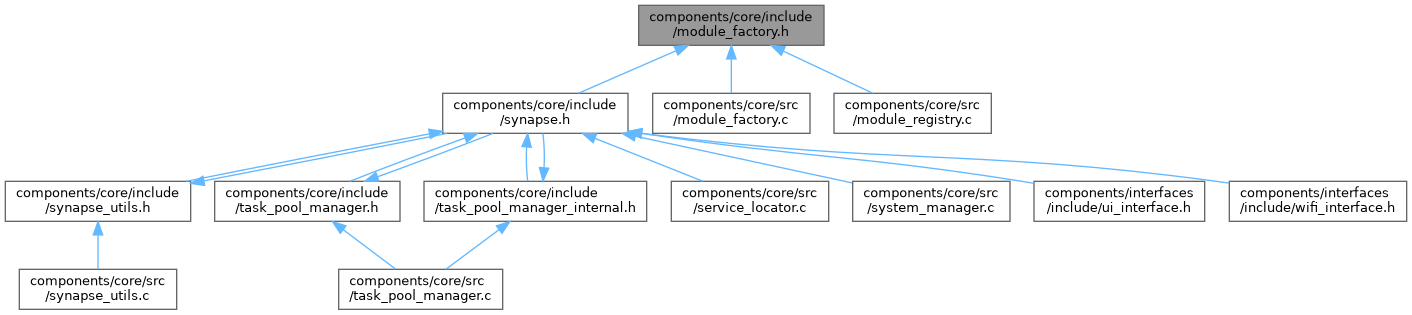 components/core/include
/module_factory.h
components/core/include
/synapse.h
components/core/src
/module_factory.c
components/core/src
/module_registry.c
components/core/include
/synapse_utils.h
components/core/include
/task_pool_manager.h
components/core/include
/task_pool_manager_internal.h
components/core/src
/service_locator.c
components/core/src
/system_manager.c
components/interfaces
/include/ui_interface.h
components/interfaces
/include/wifi_interface.h
components/core/src
/synapse_utils.c
components/core/src
/task_pool_manager.c